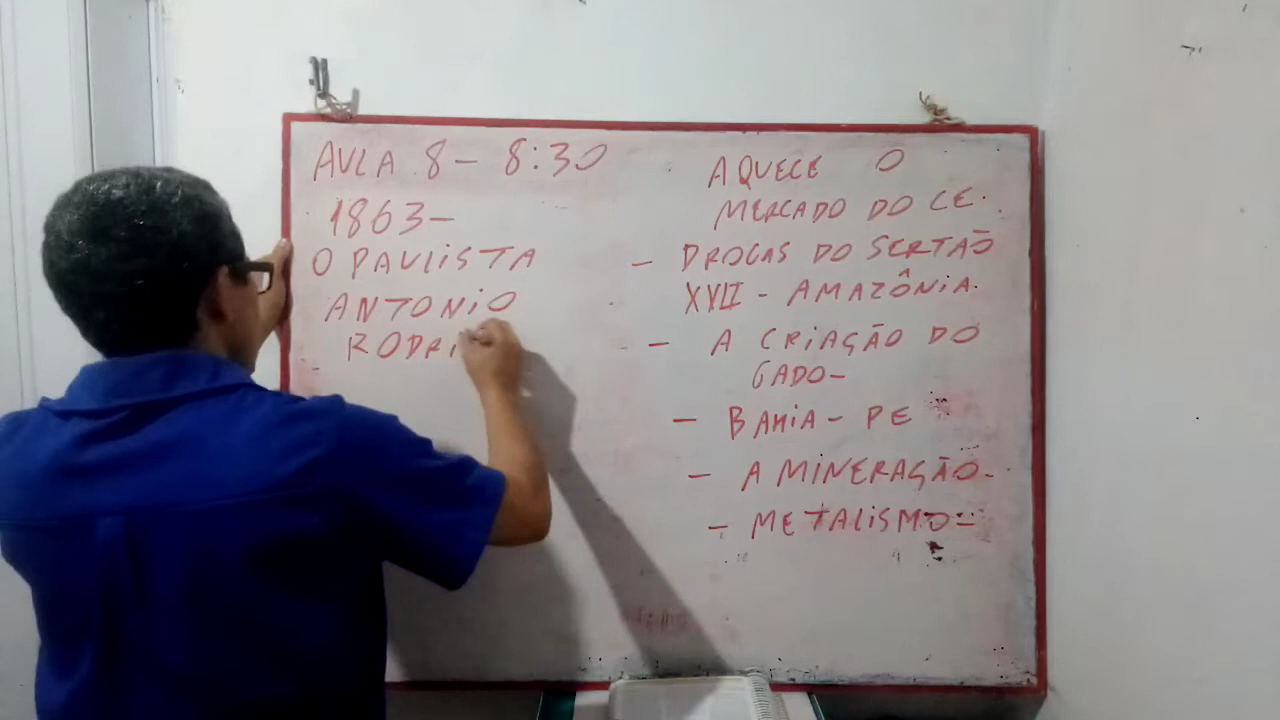 AULA 8 - 8:30
1863-
O PAULISTA
ANTONIO
RODRI
AQUECE O
MERCADO DO CE.
- DROGAS DO SERTÃO
XVII - AMAZÔNIA.
- A CRIAÇÃO DO
GADO-
- BAHIA - PE
- A MINERAÇÃO-
- METALISMO-